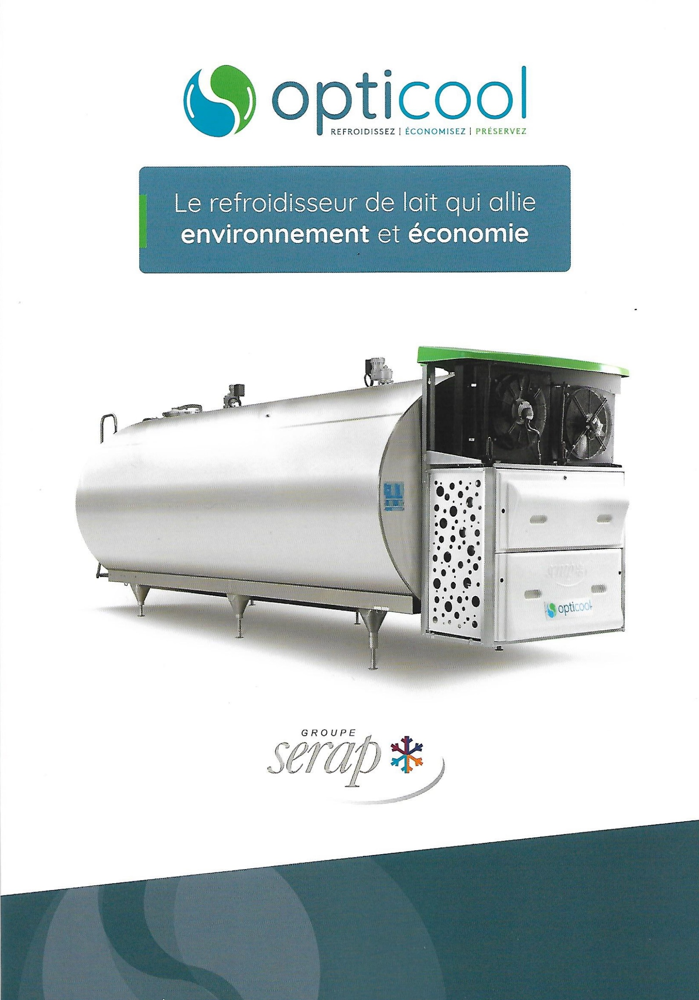 opticool
REFROIDISSEZ | ÉCONOMISEZ | PRÉSERVEZ
Le refroidisseur de lait qui allie
environnement et économie
opticool
GROUPE
serap